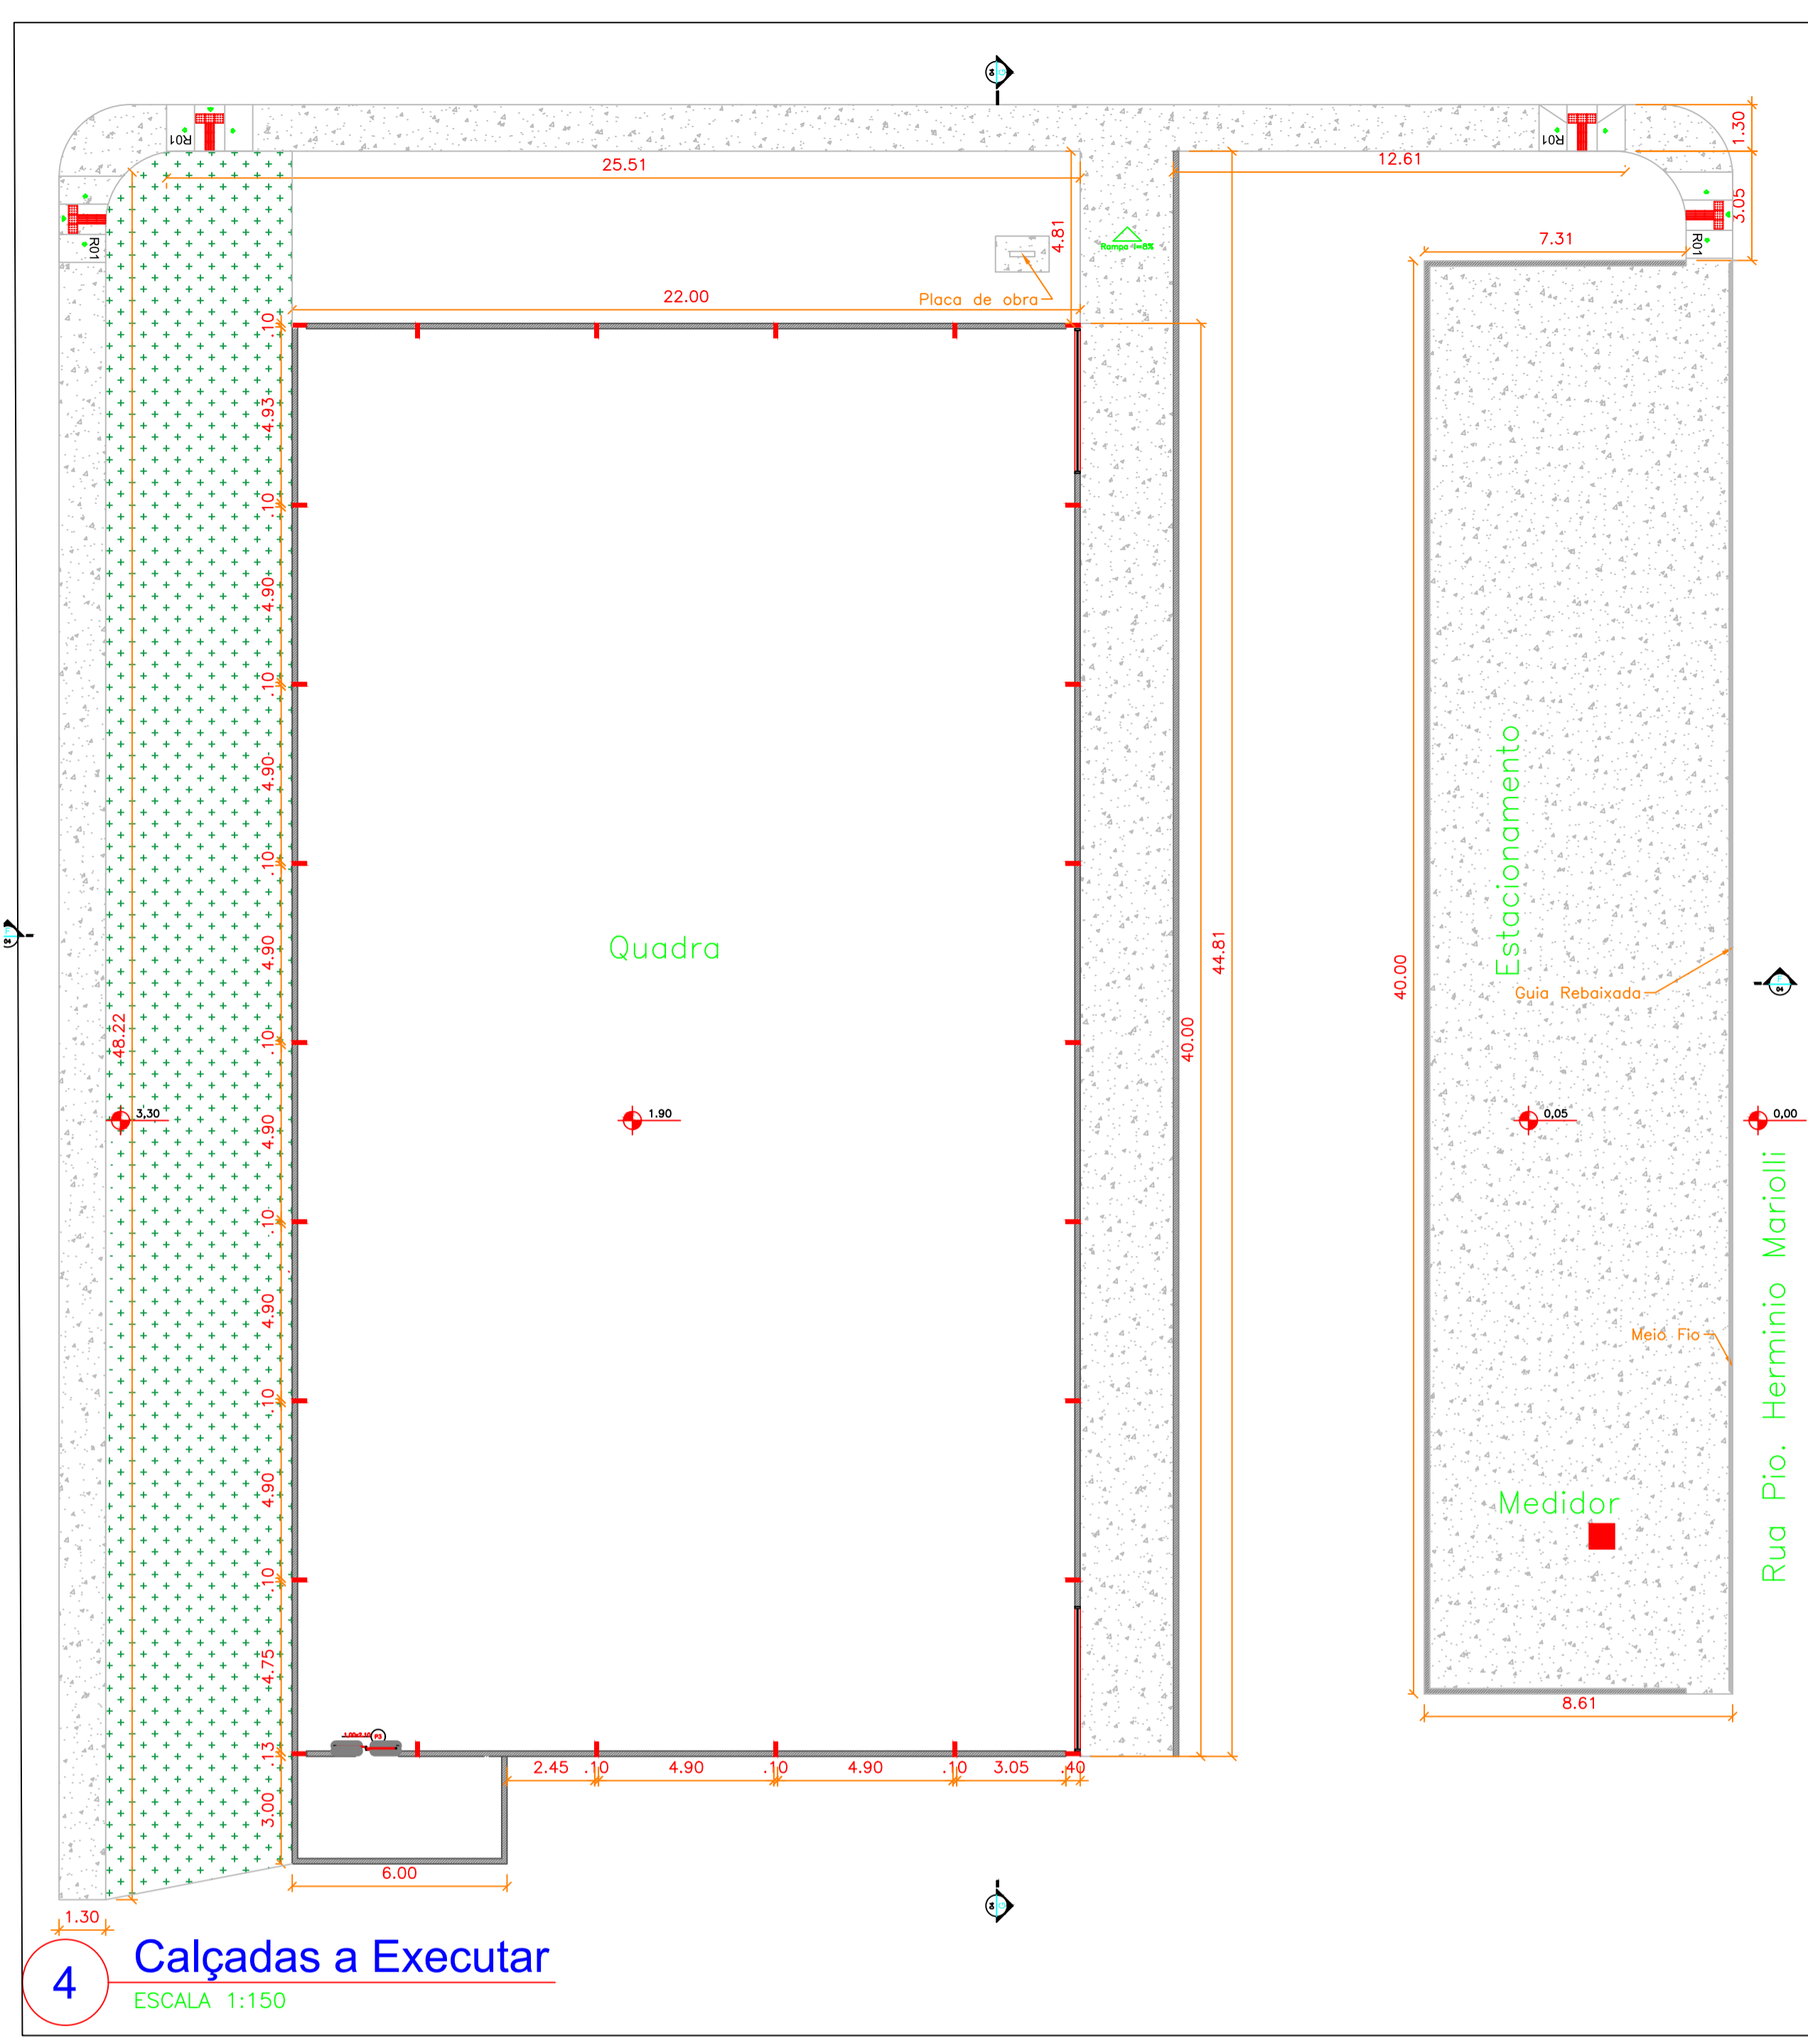 R01
R01
1.30
25.51
12.61
3.05
R01
R01
4.81
7.31
Rampa i=8%
22.00
Placa de obra
.10
4.93
.10
4.90
.10
4.90
.10
4.90
.10
4.90
.10
4.90
.10
4.90
.10
4.75
.13
3.00
48.22
Quadra
44.81
40.00
40.00
Estacionamento
Guia Rebaixada
3,30
1.90
0,05
0,00
Rua Pio. Herminio Mariolli
Meio Fio
Medidor
P3
2.45 .10 4.90 .10 4.90 .10 3.05 .40
8.61
6.00
1.30
4
Calçadas a Executar
ESCALA 1:150